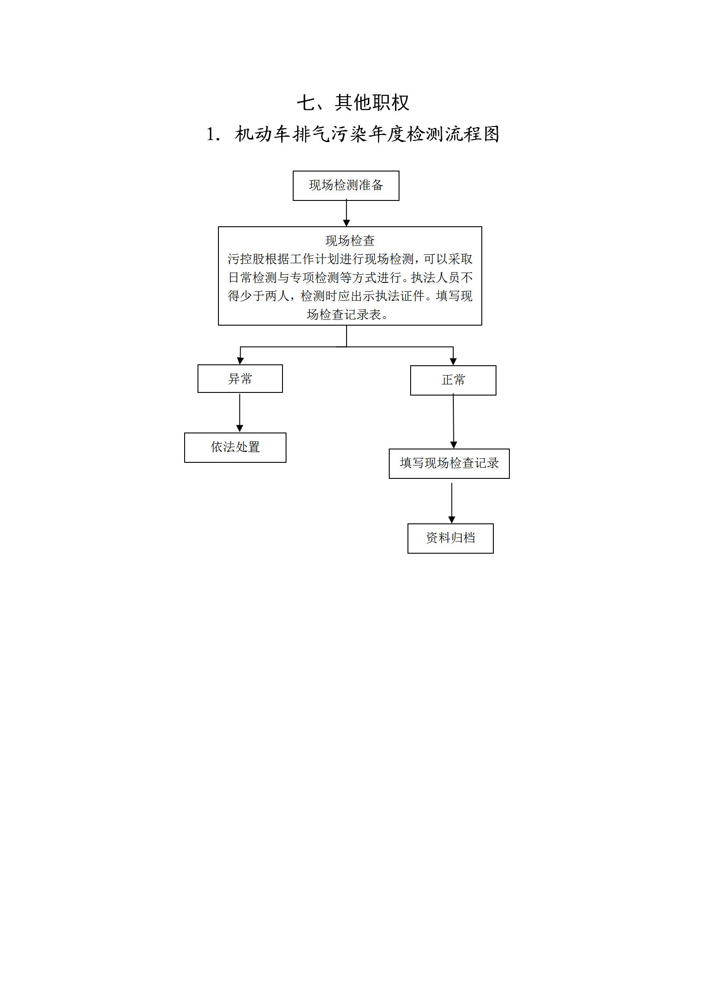 七、其他职权
1. 机动车排气污染年度检测流程图
现场检测准备
现场检查
污控股根据工作计划进行现场检测，可以采取
日常检测与专项检测等方式进行。执法人员不
得少于两人，检测时应出示执法证件。填写现
场检查记录表。
异常
正常
依法处置
填写现场检查记录
资料归档